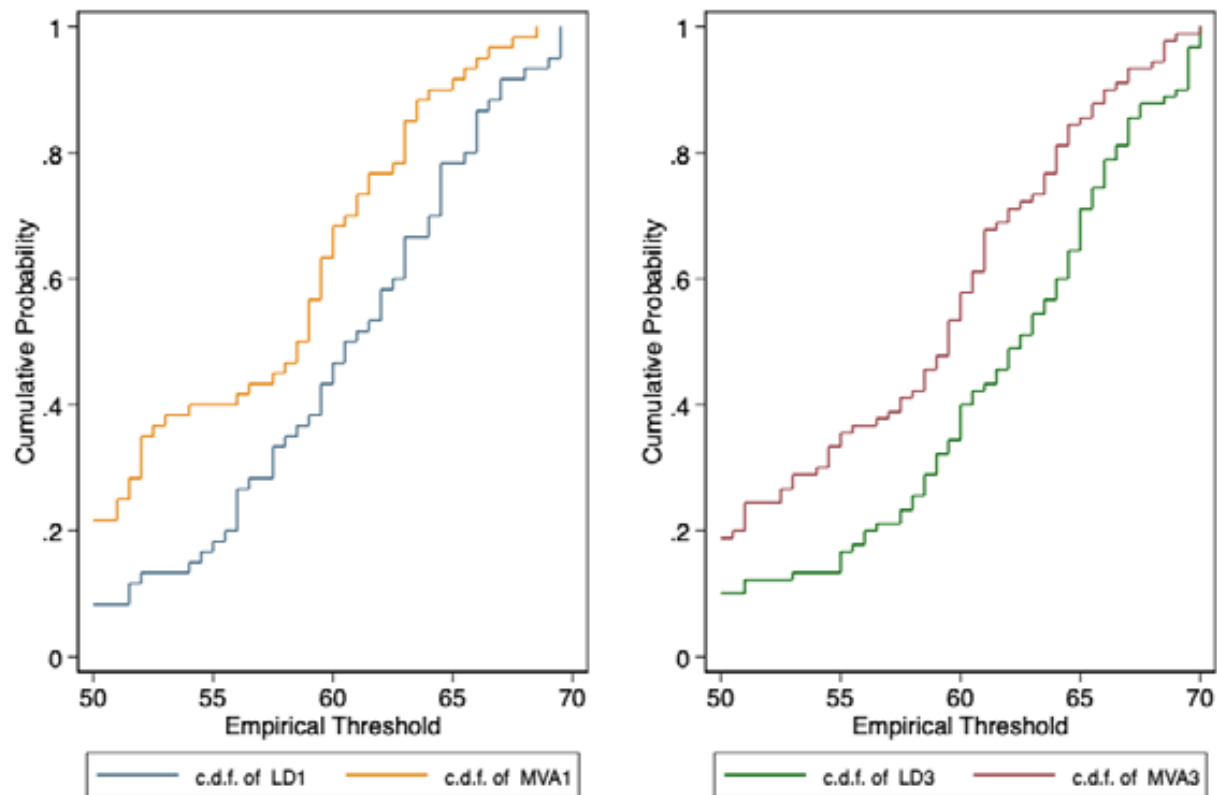 1
.8
.6
.4
.2
0
Cumulative Probability
50 55 60 65 70
Empirical Threshold
c.d.f. of LD1 c.d.f. of MVA1
1
.8
.6
.4
.2
0
Cumulative Probability
50 55 60 65 70
Empirical Threshold
c.d.f. of LD3 c.d.f. of MVA3